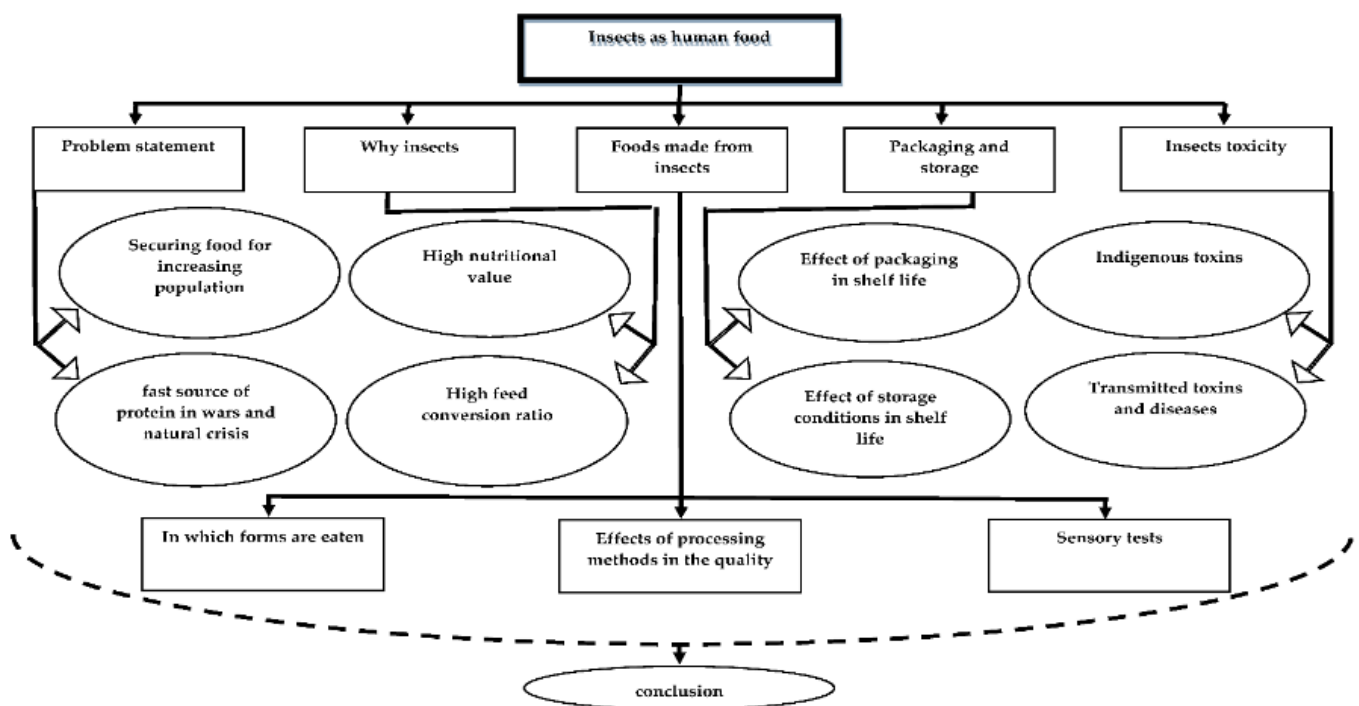 Insects as human food
Problem statement
Why insects
Foods made from
insects
Packaging and
storage
Insects toxicity
Securing food for
increasing
population
High nutritional
value
Effect of packaging
in shelf life
Indigenous toxins
fast source of
protein in wars and
natural crisis
High feed
conversion ratio
Effect of storage
conditions in shelf
life
Transmitted toxins
and diseases
In which forms are eaten
Effects of processing
methods in the quality
Sensory tests
conclusion